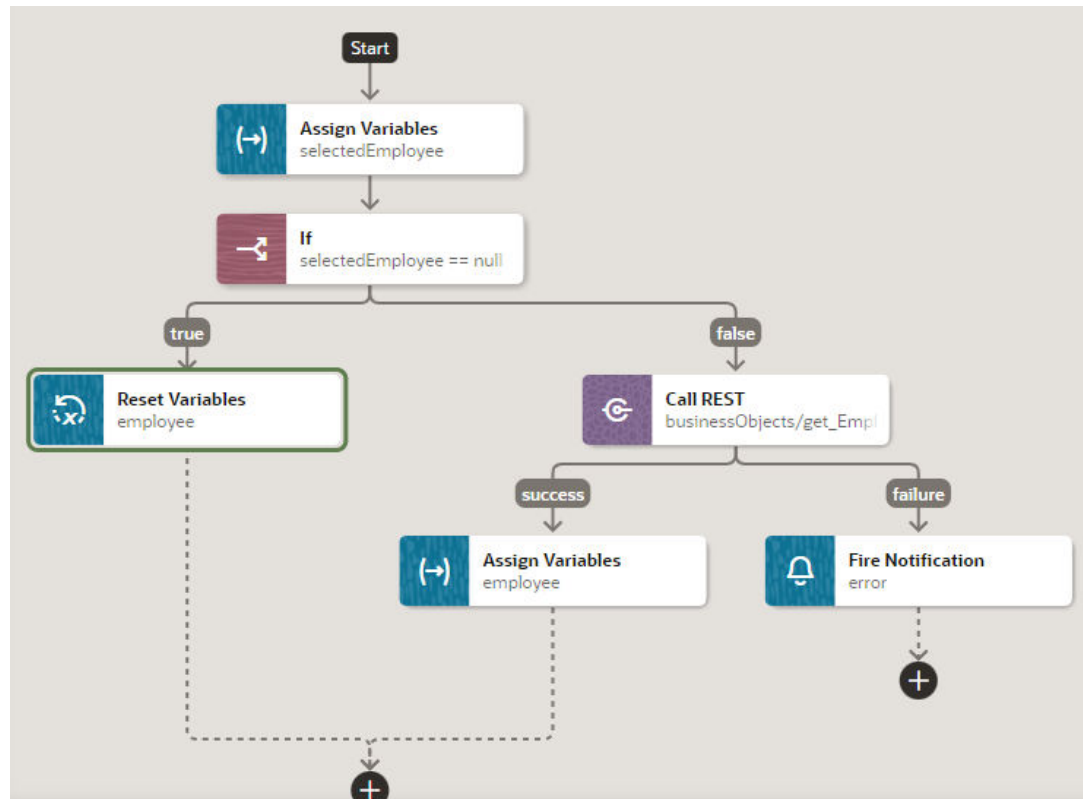 Start
Assign Variables
selectedEmployee
If
selectedEmployee == null
true
false
Reset Variables
employee
Call REST
businessObjects/get_Empl
success
failure
Assign Variables
employee
Fire Notification
error